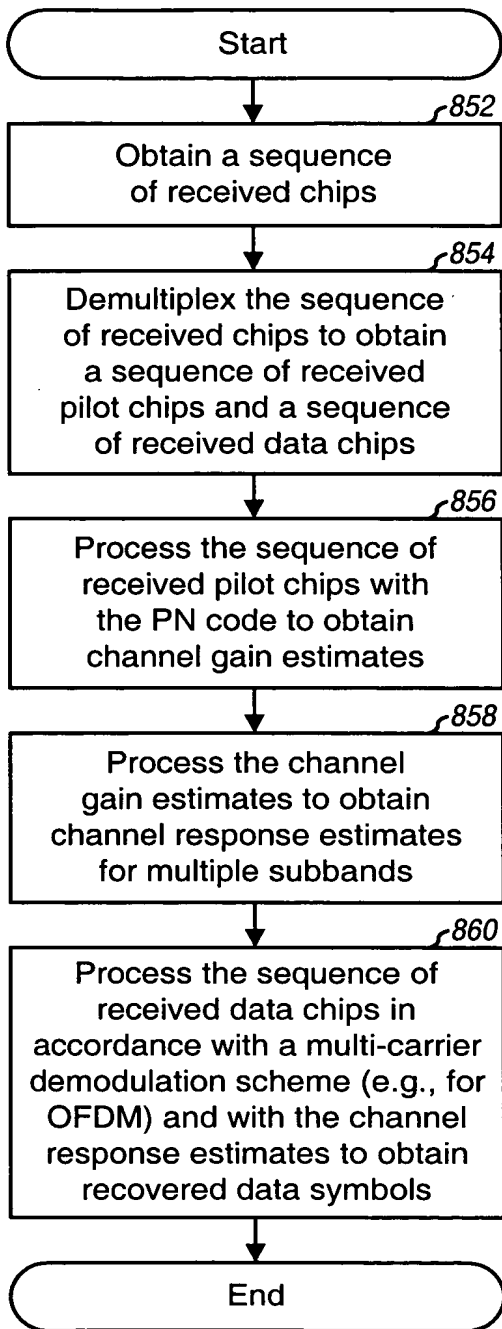 Start
852
Obtain a sequence
of received chips
854
Demultiplex the sequence
of received chips to obtain
a sequence of received
pilot chips and a sequence
of received data chips
856
Process the sequence of
received pilot chips with
the PN code to obtain
channel gain estimates
858
Process the channel
gain estimates to obtain
channel response estimates
for multiple subbands
860
Process the sequence of
received data chips in
accordance with a multi-carrier
demodulation scheme (e.g., for
OFDM) and with the channel
response estimates to obtain
recovered data symbols
End